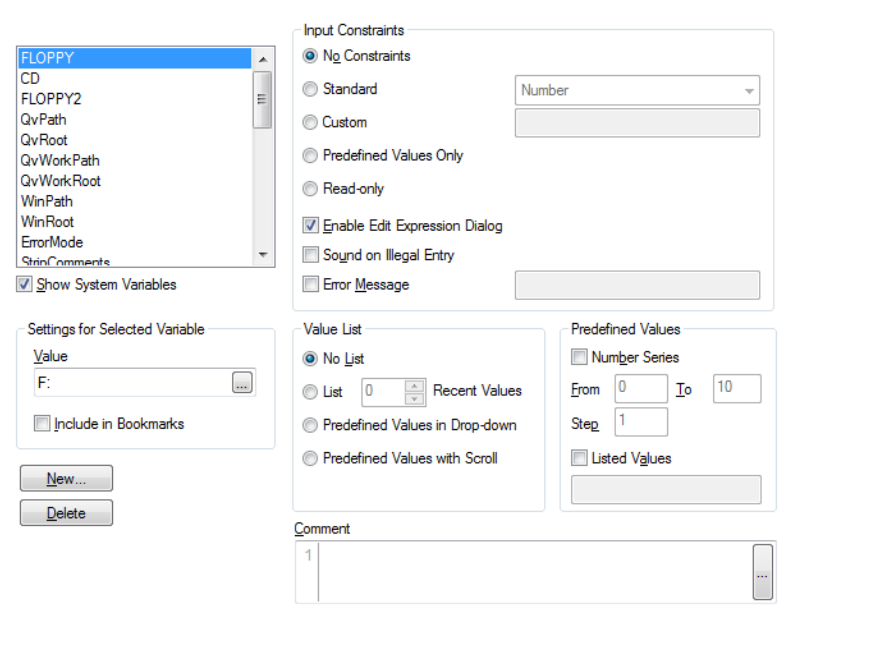 FLOPPY
CD
FLOPPY2
QvPath
QvRoot
QvWorkPath
QvWorkRoot
WinPath
WinRoot
ErrorMode
StripComments
Show System Variables
Settings for Selected Variable
Value
F:
...
Include in Bookmarks
New...
Delete
Input Constraints
No Constraints
Standard Number
Custom
Predefined Values Only
Read-only
Enable Edit Expression Dialog
Sound on Illegal Entry
Error Message
Value List
No List
List 0 Recent Values
Predefined Values in Drop-down
Predefined Values with Scroll
Predefined Values
Number Series
From 0 To 10
Step 1
Listed Values
Comment
1
...